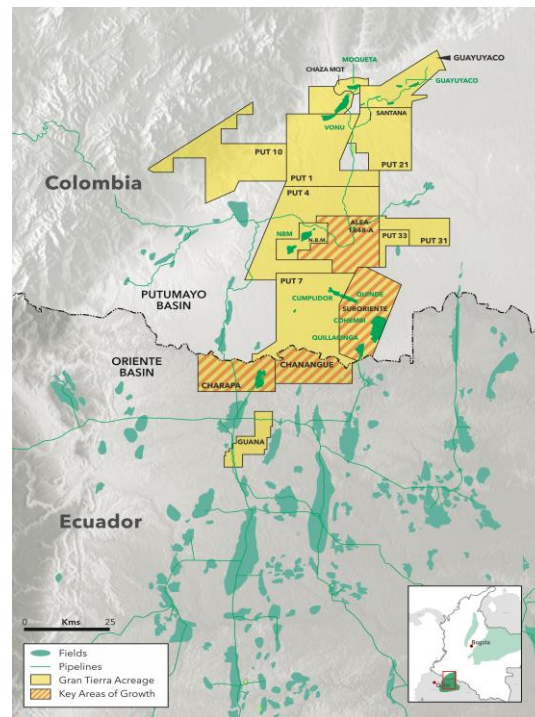 MOQUETA
GUAYUYACO
CHAZA MQT
GUAYUYACO
SANTANA
VONU
PUT 10
PUT 1
PUT 21
Colombia
PUT 4
ALEA-
1848-A
NBM
N.B.M.
PUT 33
PUT 31
PUT 7
PUTUMAYO
BASIN
CUMPLIDOR
QUINDE
SURORIENTE
COHEMBI
QUILLACINGA
ORIENTE
BASIN
CHANANGUE
CHARAPA
GUANA
Ecuador
Kms
0 25
Fields
Pipelines
Gran Tierra Acreage
Key Areas of Growth
Bogota